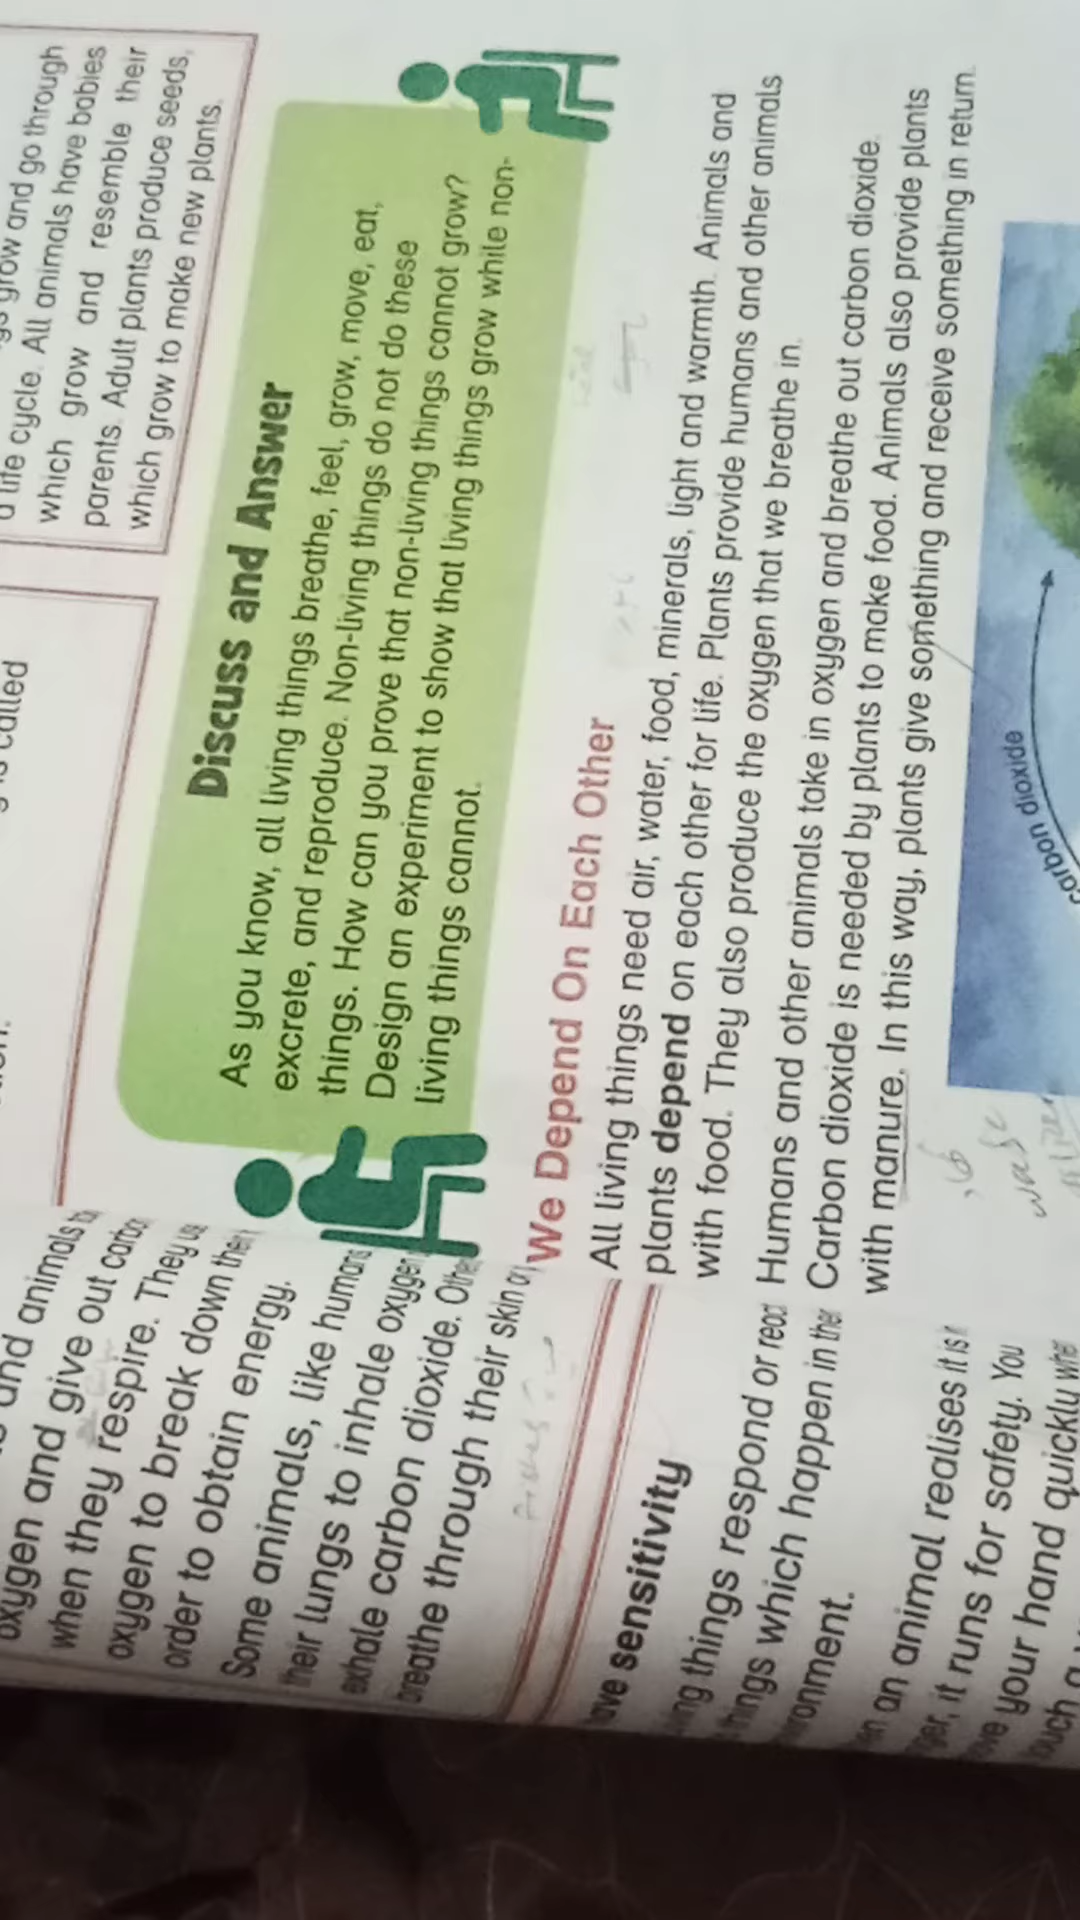 grow and go through
a life cycle. All animals have babies
which grow and resemble their
parents. Adult plants produce seeds,
which grow to make new plants.
called
Discuss and Answer
As you know, all living things breathe, feel, grow, move, eat,
excrete, and reproduce. Non-living things do not do these
things. How can you prove that non-living things cannot grow?
Design an experiment to show that living things grow while non-
living things cannot.
We Depend On Each Other
All living things need air, water, food, minerals, light and warmth. Animals and
plants depend on each other for life. Plants provide humans and other animals
with food. They also produce the oxygen that we breathe in.
Humans and other animals take in oxygen and breathe out carbon dioxide.
Carbon dioxide is needed by plants to make food. Animals also provide plants
with manure. In this way, plants give something and receive something in return.
carbon dioxide
and animals
oxygen and give out
when they respire. They
oxygen to break down
order to obtain energy.
Some animals, like humans
their lungs to inhale oxygen
exhale carbon dioxide.
breathe through their skin
sensitivity
things respond or
things which happen in
an animal realises it is
it runs for safety. You
your hand quickly